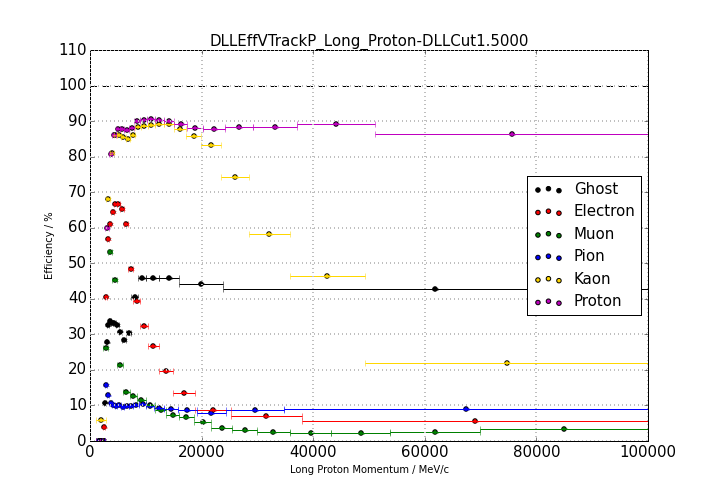 DLLEffVTrackP_Long_Proton-DLLCut1.5000
110
100
90
80
70
60
50
40
30
20
10
0
Efficiency / %
Ghost
Electron
Muon
Pion
Kaon
Proton
0 20000 40000 60000 80000 100000
Long Proton Momentum / MeV/c